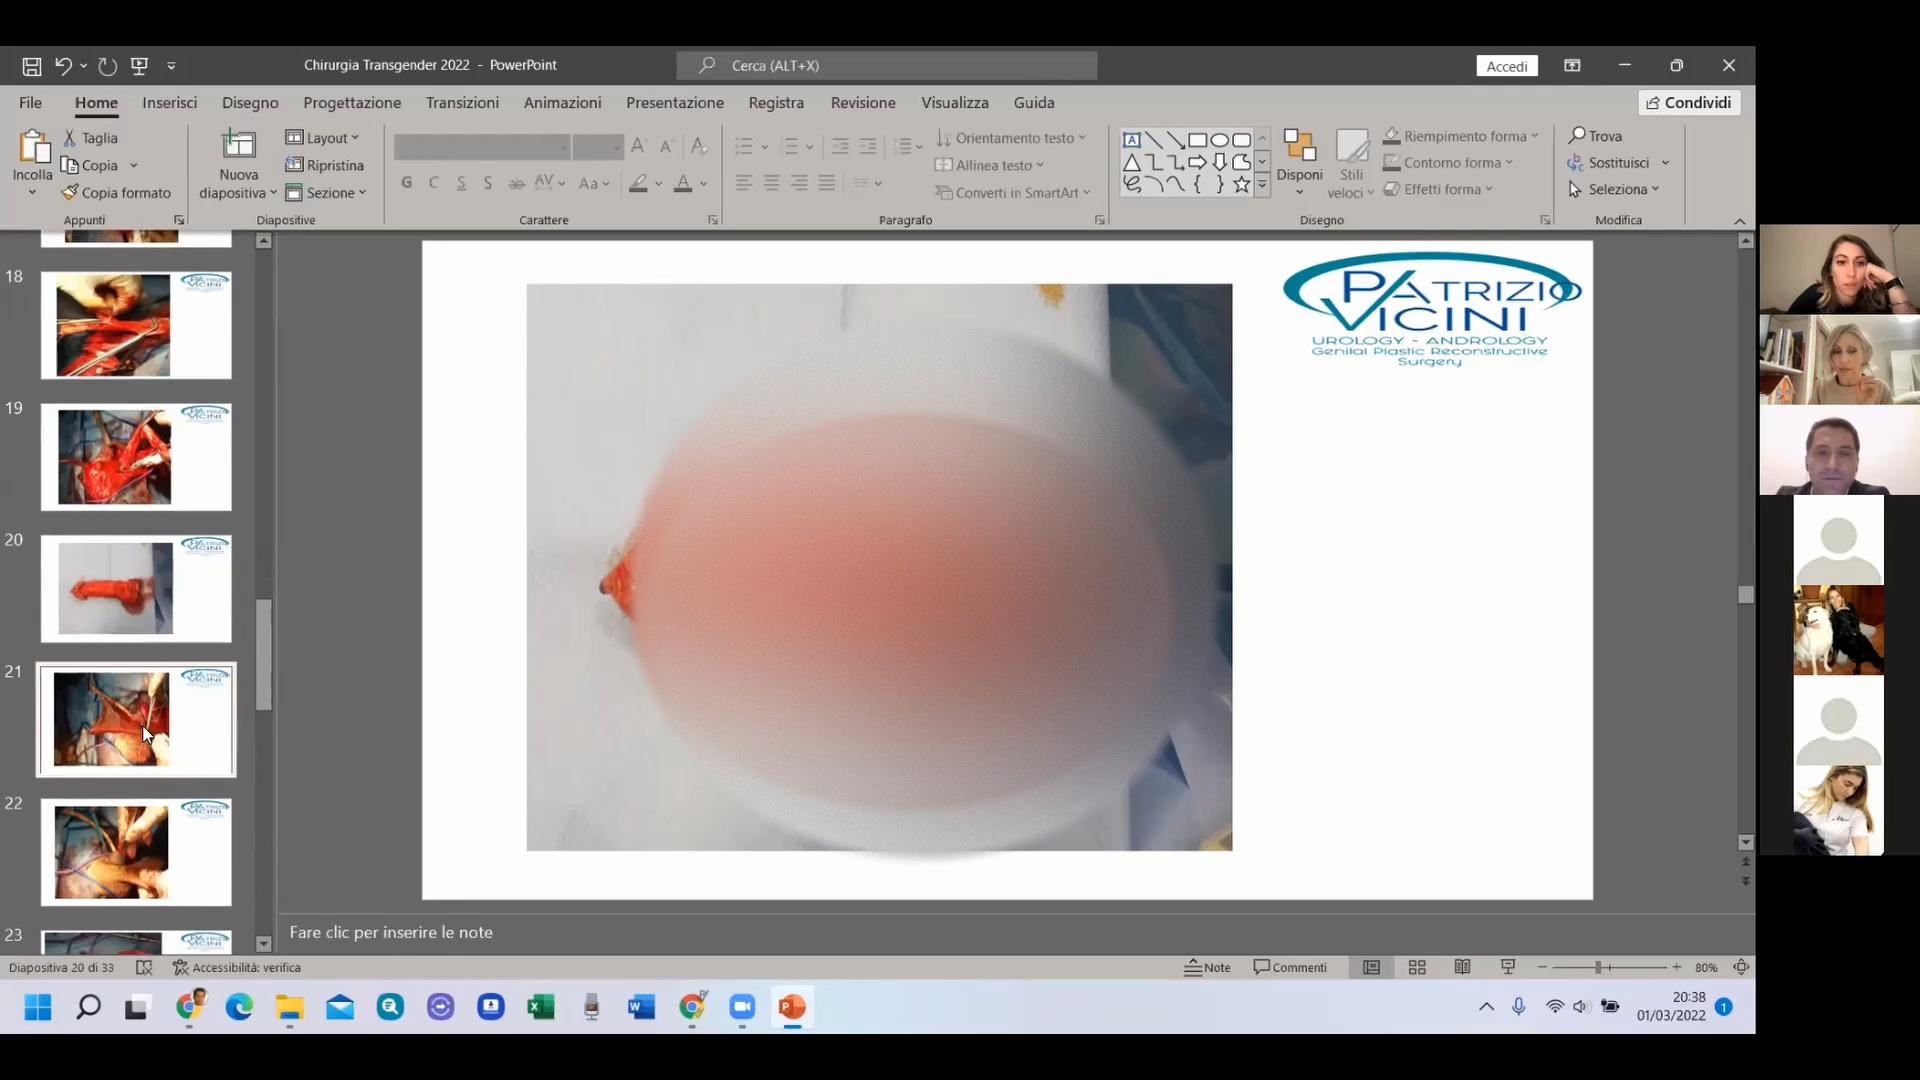 Chirurgia Transgender 2022 - PowerPoint
Cerca (ALT+X)
Accedi
File
Home
Inserisci
Disegno
Progettazione
Transizioni
Animazioni
Presentazione
Registra
Revisione
Visualizza
Guida
Condividi
Incolla
Taglia
Copia
Copia formato
Appunti
Nuova
diapositiva
Layout
Ripristina
Sezione
Diapositive
G C S S ab AV Aa A
Carattere
Orientamento testo
Allinea testo
Converti in SmartArt
Paragrafo
Disponi
Stili
veloci
Riempimento forma
Contorno forma
Effetti forma
Disegno
Trova
Sostituisci
Seleziona
Modifica
18
19
20
21
22
23
PATRIZIO
VICINI
UROLOGY - ANDROLOGY
Genital Plastic Reconstructive
Surgery
Fare clic per inserire le note
Diapositiva 20 di 33
Accessibilità: verifica
Note
Commenti
80%
20:38
01/03/2022
1